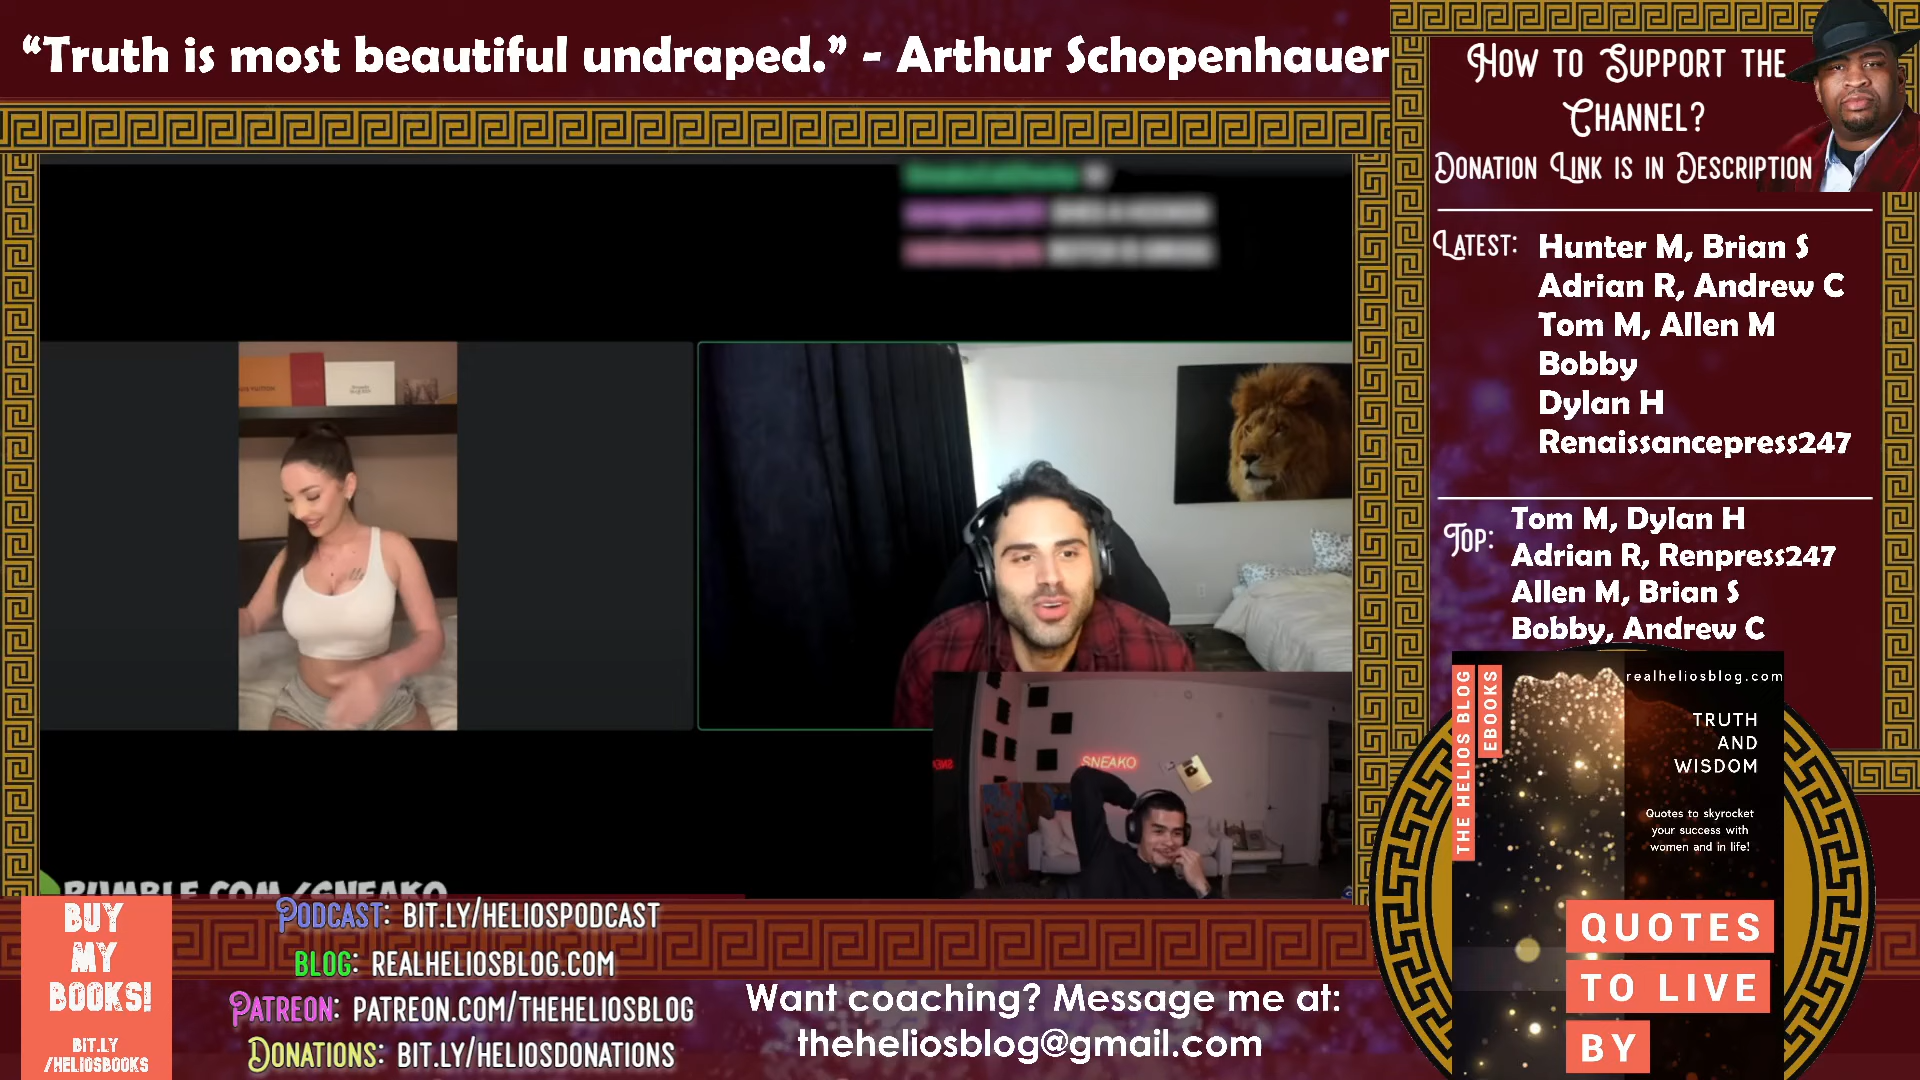 “Truth is most beautiful undraped.” - Arthur Schopenhauer
How to Support the
Channel?
Donation Link is in Description
Latest: Hunter M, Brian S
Adrian R, Andrew C
Tom M, Allen M
Bobby
Dylan H
Renaissancepress247
Top: Tom M, Dylan H
Adrian R, Renpress247
Allen M, Brian S
Bobby, Andrew C
SNEAKO
RUMBLE.COM/SNEAKO
THE HELIOS BLOG
EBOOKS
realheliosblog.com
TRUTH
AND
WISDOM
Quotes to skyrocket
your success with
women and in life!
QUOTES
TO LIVE
BY
BUY
MY
BOOKS!
BIT.LY
/HELIOSBOOKS
Podcast: bit.ly/heliospodcast
Blog: realheliosblog.com
Patreon: patreon.com/theheliosblog
Donations: bit.ly/heliosdonations
Want coaching? Message me at:
theheliosblog@gmail.com